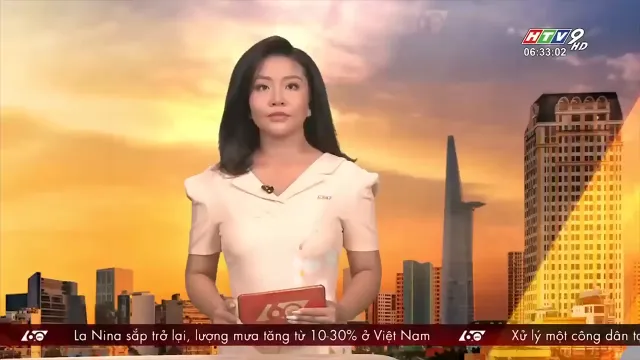 HTV9 HD
06:33:02
60
La Nina sắp trở lại, lượng mưa tăng từ 10-30% ở Việt Nam
Xử lý một công dân